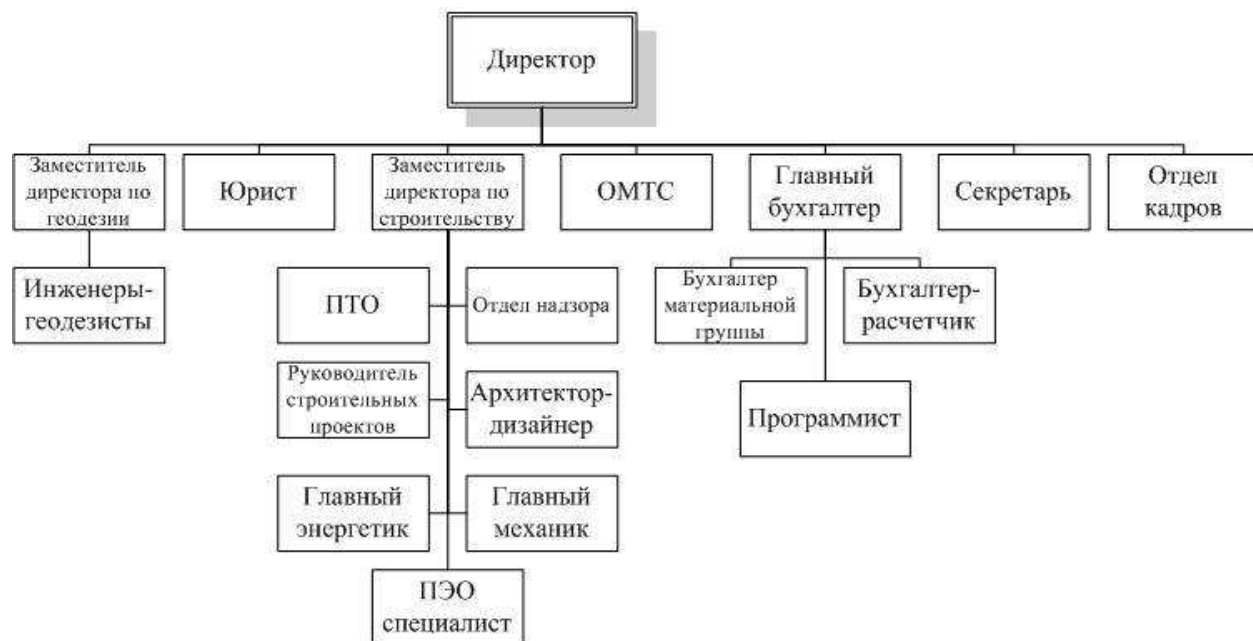 Директор
Заместитель
директора по
геодезии
Юрист
Заместитель
директора по
строительству
ОМТС
Главный
бухгалтер
Секретарь
Отдел
кадров
Инженеры-
геодезисты
ПТО
Отдел надзора
Бухгалтер
материальной
группы
Бухгалтер-
расчетчик
Руководитель
строительных
проектов
Архитектор-
дизайнер
Программист
Главный
энергетик
Главный
механик
ПЭО
специалист